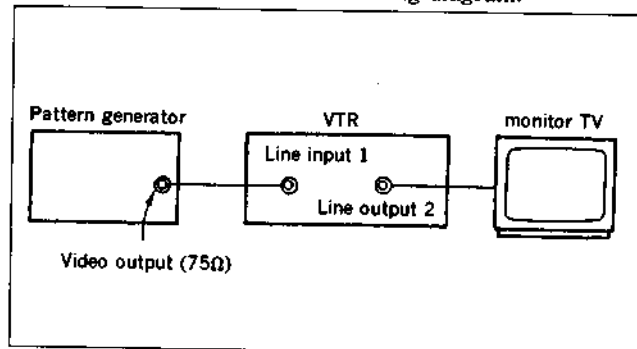 Pattern generator
VTR
monitor TV
Line input 1
Line output 2
Video output (75Ω)